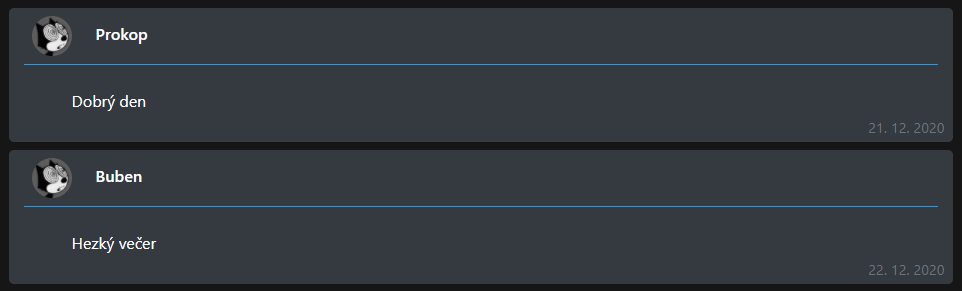 Prokop
Dobrý den
21. 12. 2020
Buben
Hezký večer
22. 12. 2020